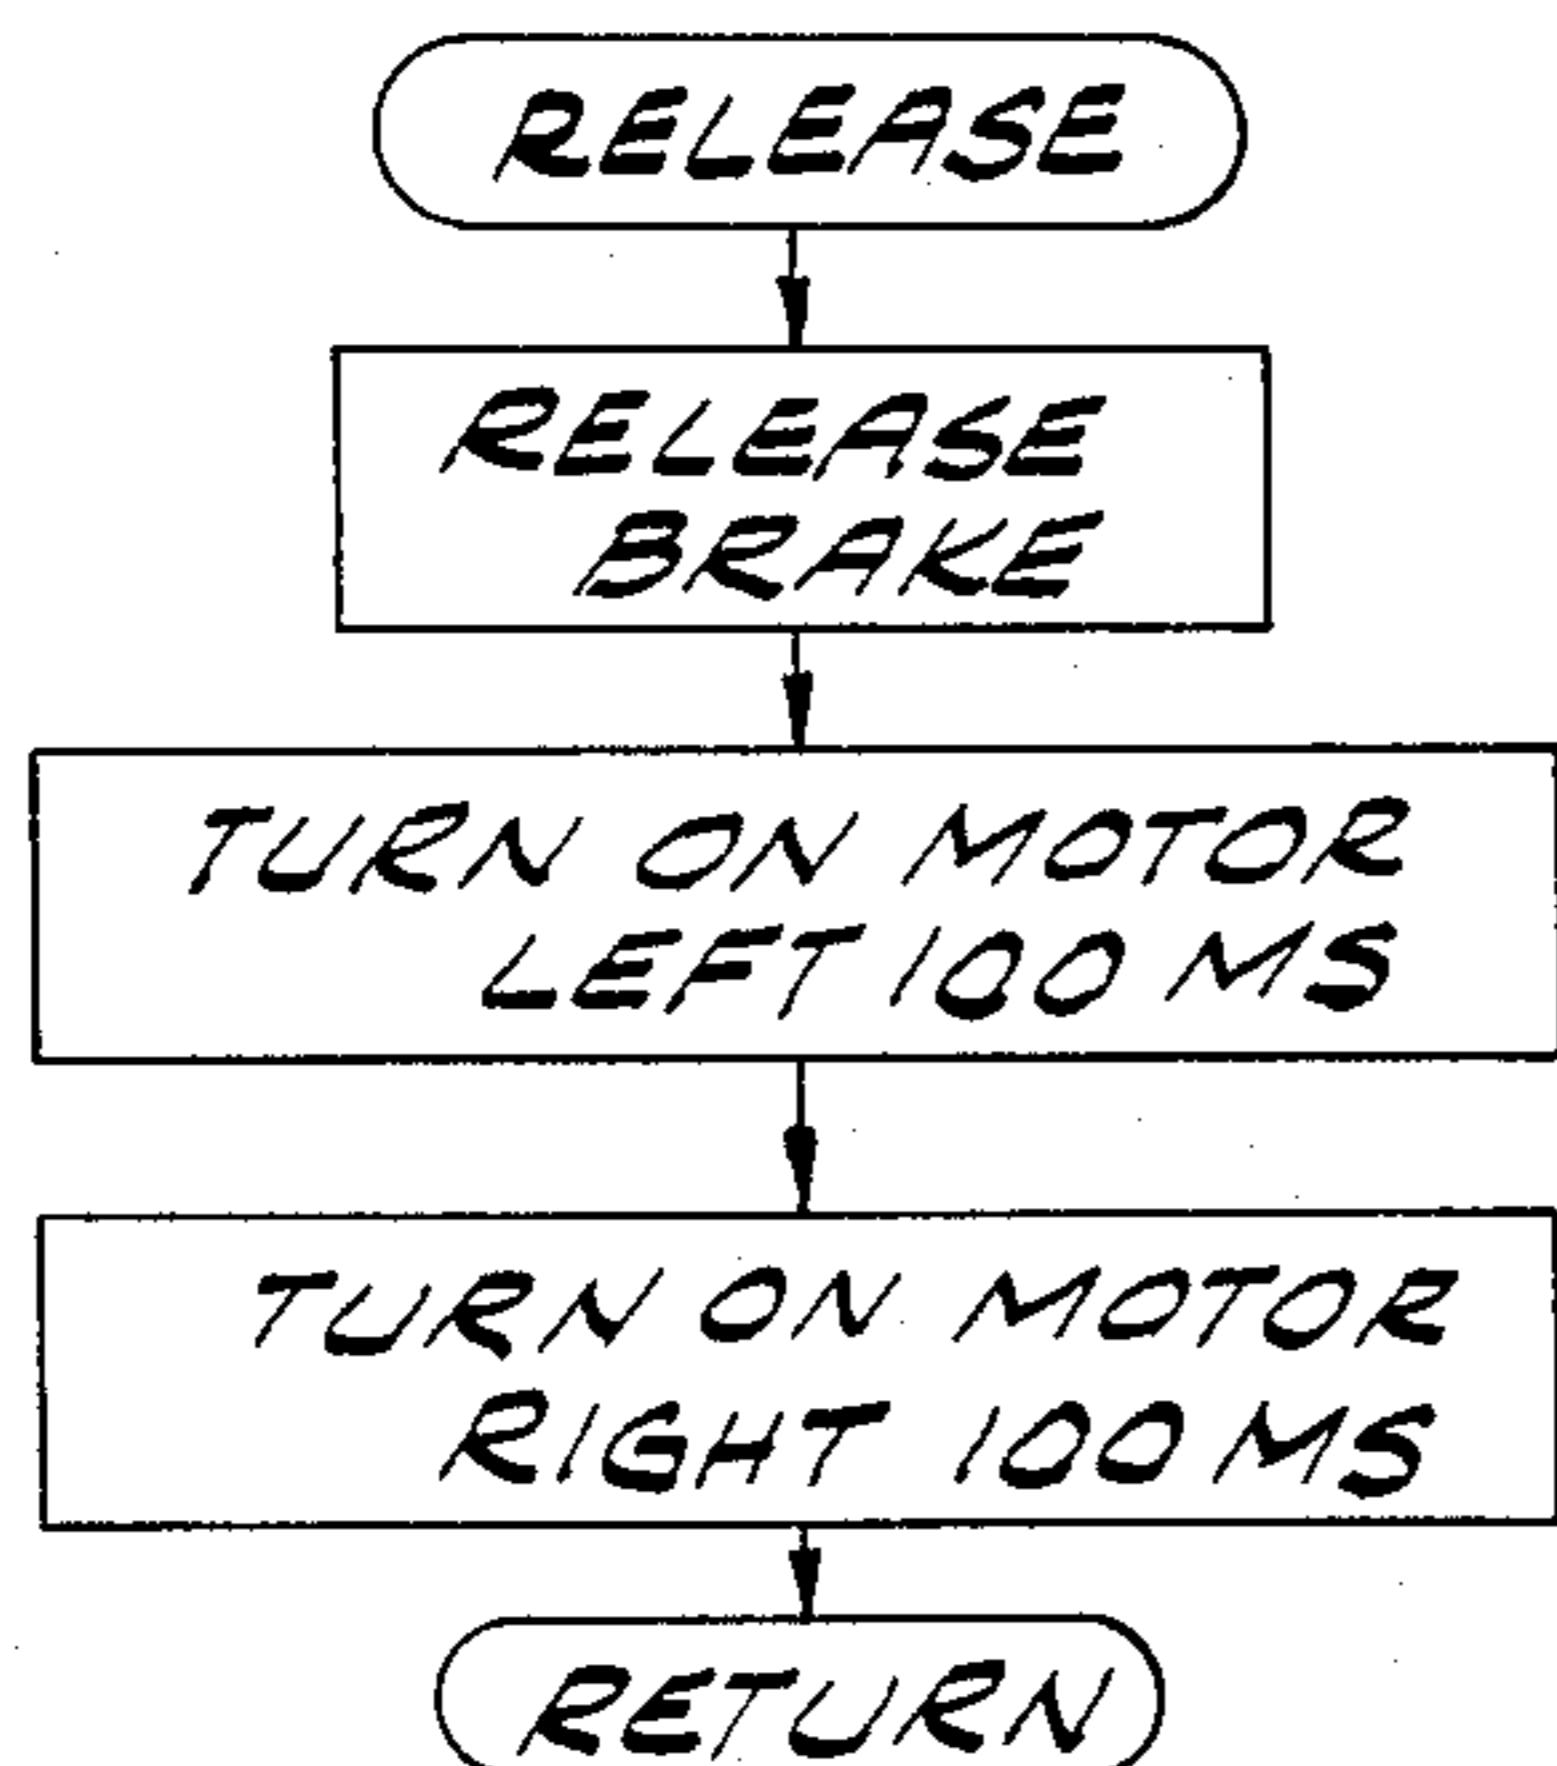 RELEASE
RELEASE
BRAKE
TURN ON MOTOR
LEFT 100 MS
TURN ON MOTOR
RIGHT 100 MS
RETURN